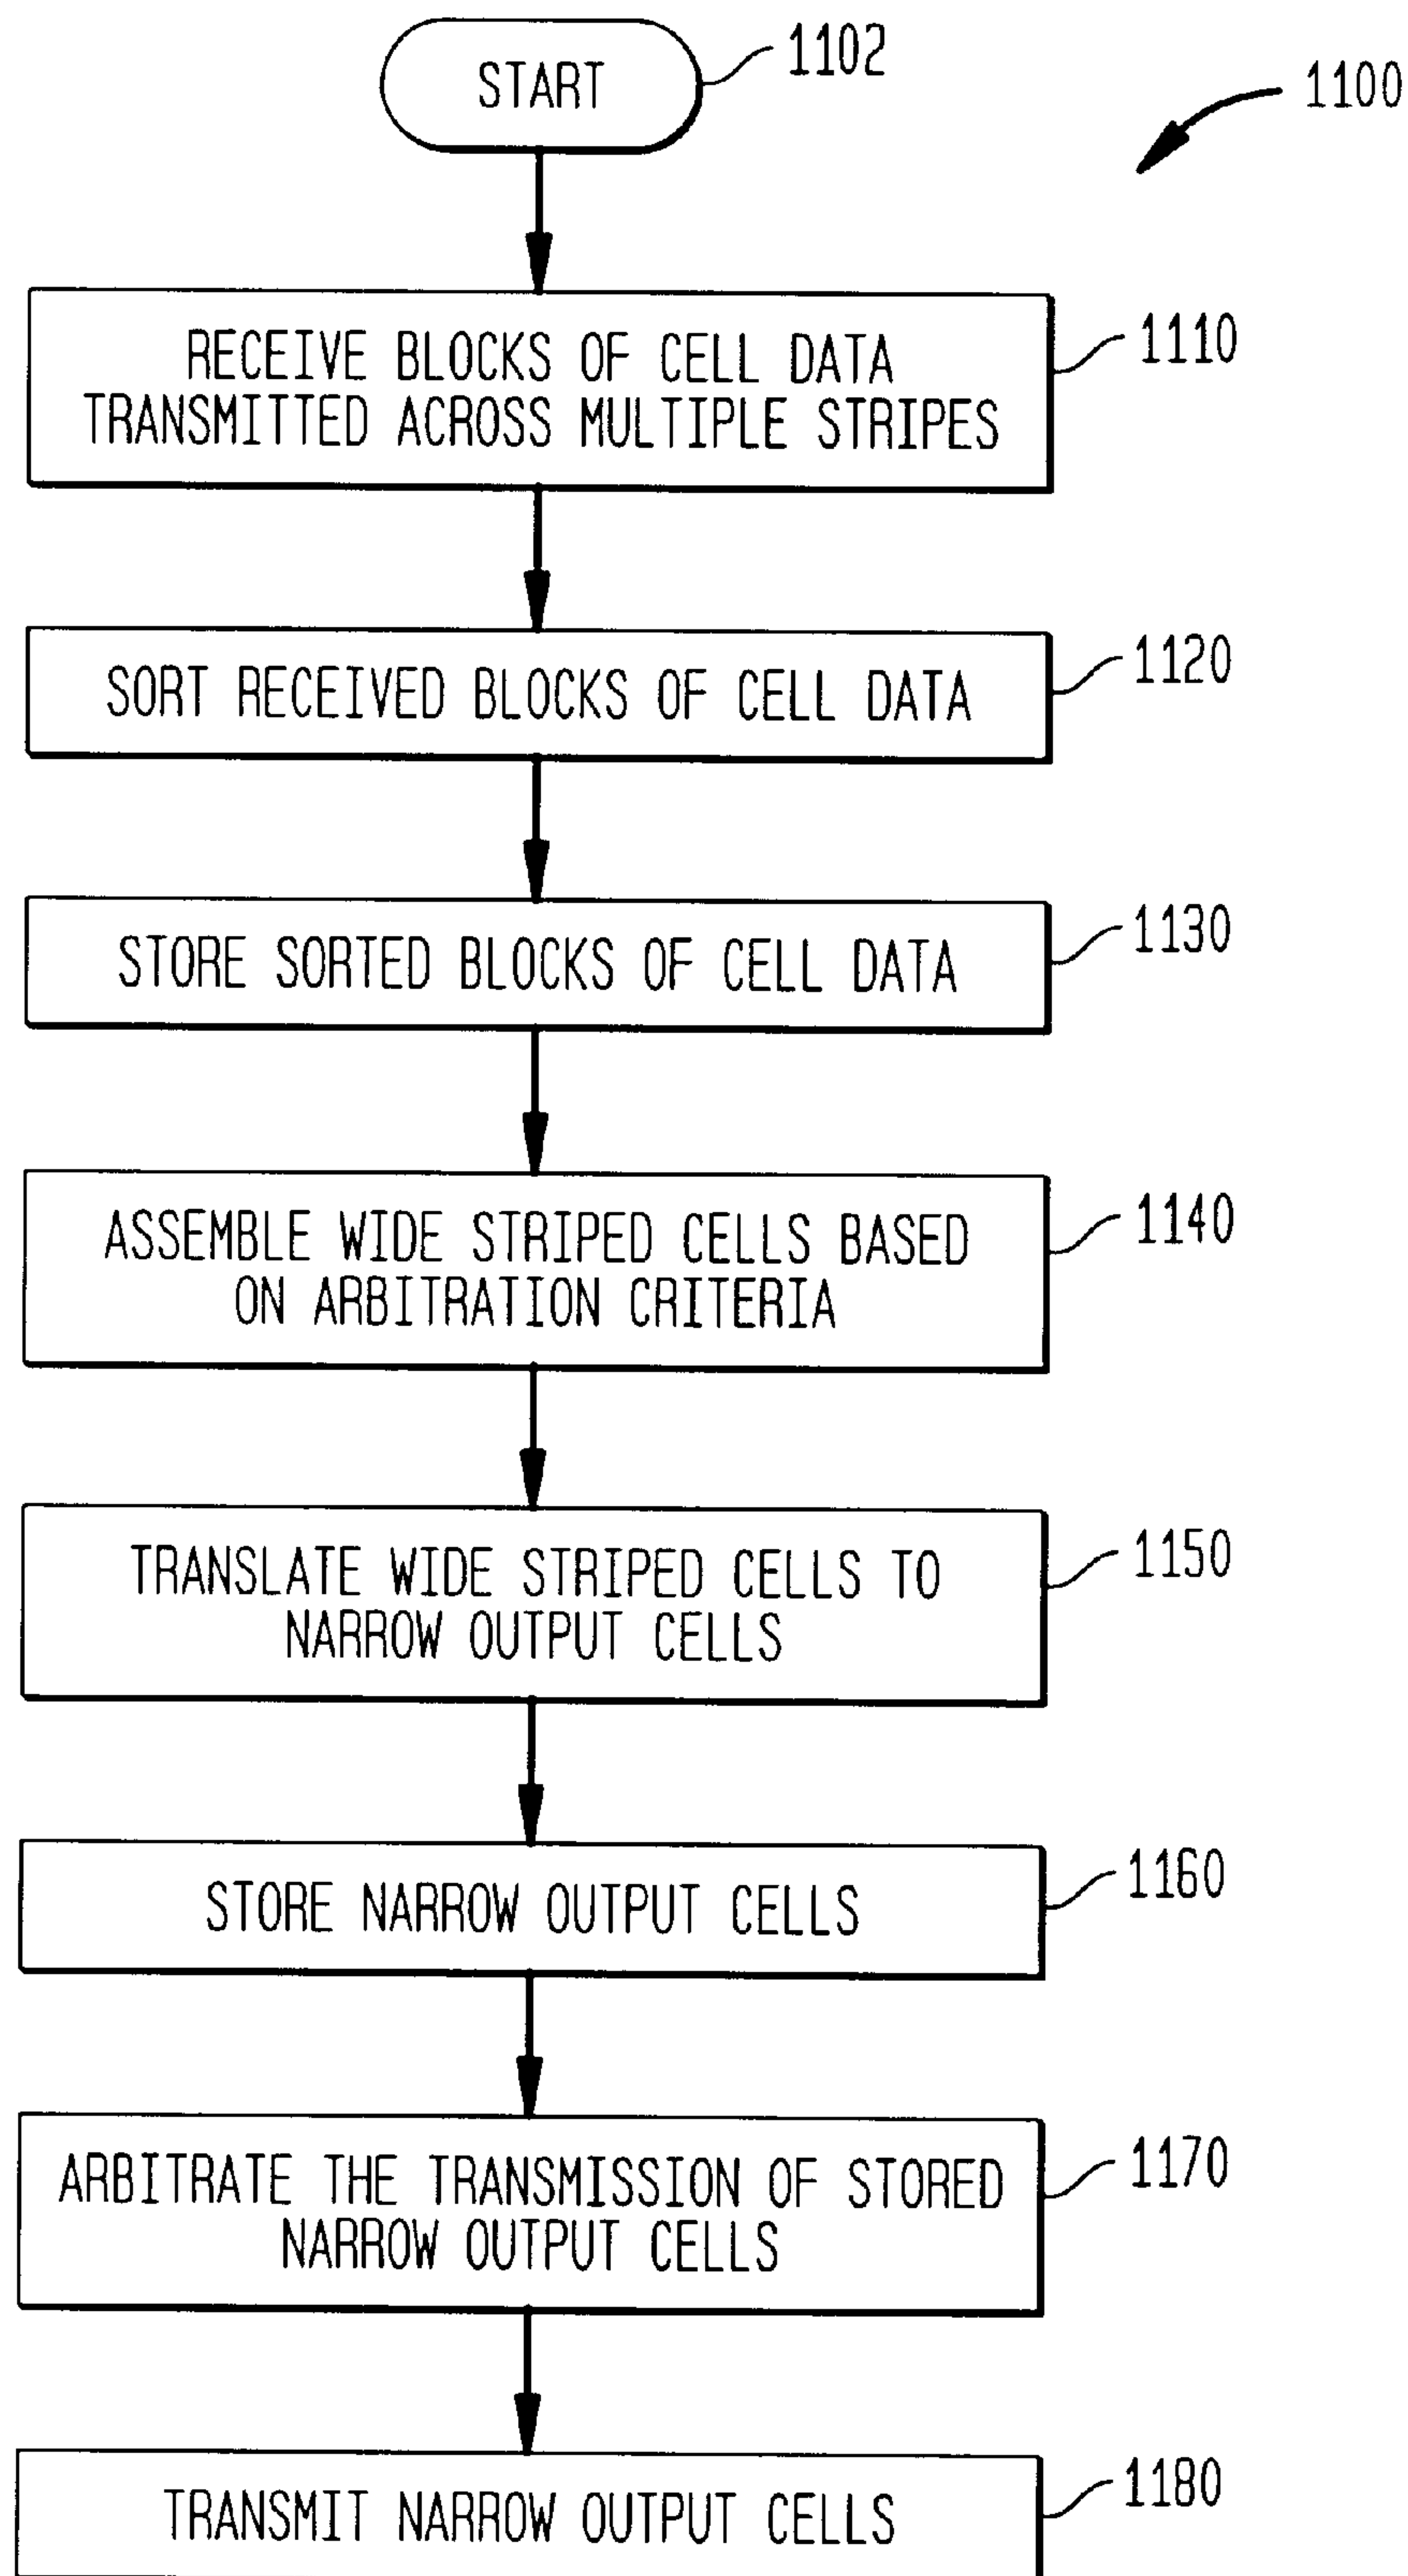 START
1102
1100
RECEIVE BLOCKS OF CELL DATA
TRANSMITTED ACROSS MULTIPLE STRIPES
1110
SORT RECEIVED BLOCKS OF CELL DATA
1120
STORE SORTED BLOCKS OF CELL DATA
1130
ASSEMBLE WIDE STRIPED CELLS BASED
ON ARBITRATION CRITERIA
1140
TRANSLATE WIDE STRIPED CELLS TO
NARROW OUTPUT CELLS
1150
STORE NARROW OUTPUT CELLS
1160
ARBITRATE THE TRANSMISSION OF STORED
NARROW OUTPUT CELLS
1170
TRANSMIT NARROW OUTPUT CELLS
1180